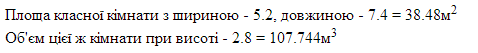 Площа класної кімнати з шириною - 5.2, довжиною - 7.4 = 38.48м²
Об'єм цієї ж кімнати при висоті - 2.8 = 107.744м³